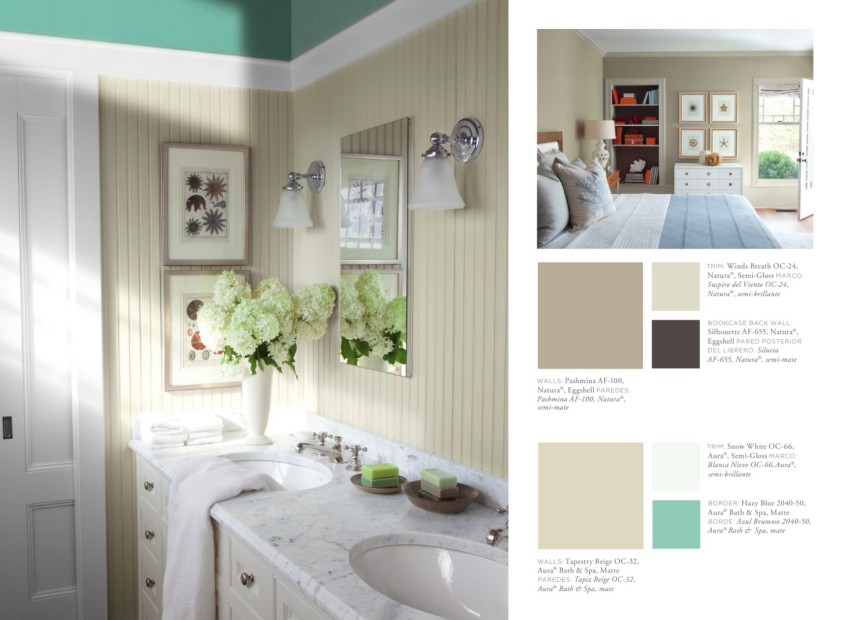 TRIM: Winds Breath OC-24,
Natura®, Semi-Gloss MARCO:
Suspiro del Viento OC-24,
Natura®, semi-brillante
BOOKCASE BACK WALL:
Silhouette AF-655, Natura®,
Eggshell PARED POSTERIOR
DEL LIBRERO: Silueta
AF-655, Natura®, semi-mate
WALLS: Pashmina AF-100,
Natura®, Eggshell PAREDES:
Pashmina AF-100, Natura®,
semi-mate
TRIM: Snow White OC-66,
Aura®, Semi-Gloss MARCO:
Blanca Nieve OC-66,Aura®,
semi-brillante
BORDER: Hazy Blue 2040-50,
Aura® Bath & Spa, Matte
BORDE: Azul Brumoso 2040-50,
Aura® Bath & Spa, mate
WALLS: Tapestry Beige OC-32,
Aura® Bath & Spa, Matte
PAREDES: Tapiz Beige OC-32,
Aura® Bath & Spa, mate